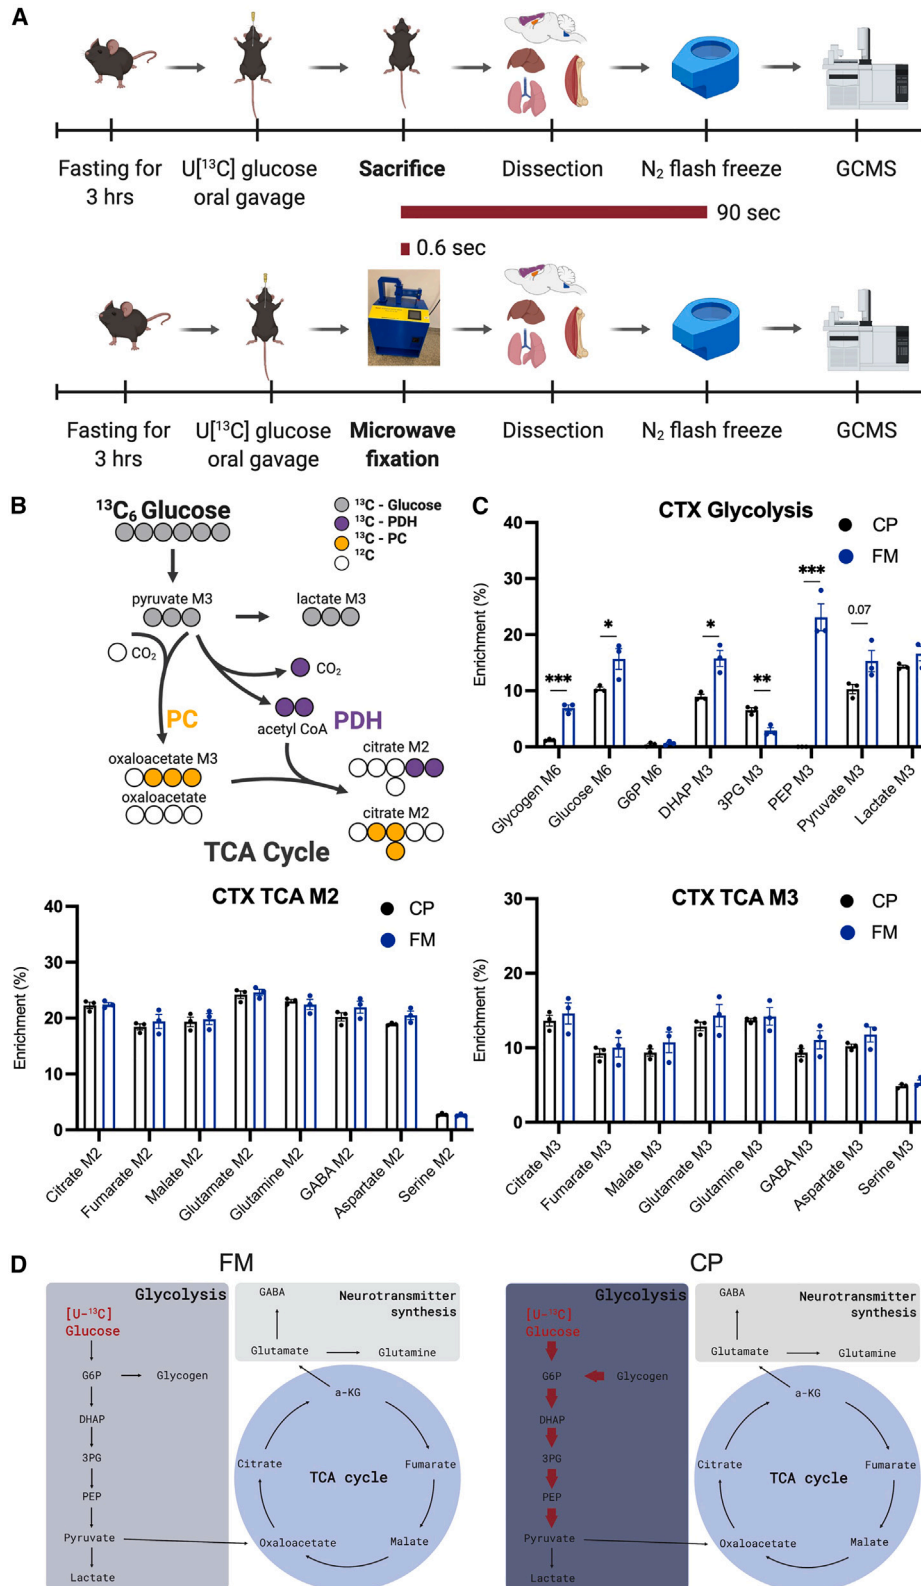 A
Fasting for
3 hrs
U[¹³C] glucose
oral gavage
Sacrifice
Dissection
N₂ flash freeze
GCMS
90 sec
0.6 sec
Fasting for
3 hrs
U[¹³C] glucose
oral gavage
Microwave
fixation
Dissection
N₂ flash freeze
GCMS
B
¹³C₆ Glucose
¹³C - Glucose
¹³C - PDH
¹³C - PC
¹²C
pyruvate M3
lactate M3
CO₂
CO₂
PC
acetyl CoA
PDH
oxaloacetate M3
oxaloacetate
citrate M2
citrate M2
TCA Cycle
C
CTX Glycolysis
CP
FM
Enrichment (%)
40
30
20
10
0
***
*
*
**
***
0.07
Glycogen M6
Glucose M6
G6P M6
DHAP M3
3PG M3
PEP M3
Pyruvate M3
Lactate M3
CTX TCA M2
CP
FM
Enrichment (%)
40
30
20
10
0
Citrate M2
Fumarate M2
Malate M2
Glutamate M2
Glutamine M2
GABA M2
Aspartate M2
Serine M2
CTX TCA M3
CP
FM
Enrichment (%)
30
20
10
0
Citrate M3
Fumarate M3
Malate M3
Glutamate M3
Glutamine M3
GABA M3
Aspartate M3
Serine M3
D
FM
Glycolysis
[U-¹³C]
Glucose
G6P
Glycogen
DHAP
3PG
PEP
Pyruvate
Lactate
GABA
Neurotransmitter
synthesis
Glutamate
Glutamine
a-KG
Citrate
Fumarate
TCA cycle
Oxaloacetate
Malate
CP
Glycolysis
[U-¹³C]
Glucose
G6P
Glycogen
DHAP
3PG
PEP
Pyruvate
Lactate
GABA
Neurotransmitter
synthesis
Glutamate
Glutamine
a-KG
Citrate
Fumarate
TCA cycle
Oxaloacetate
Malate